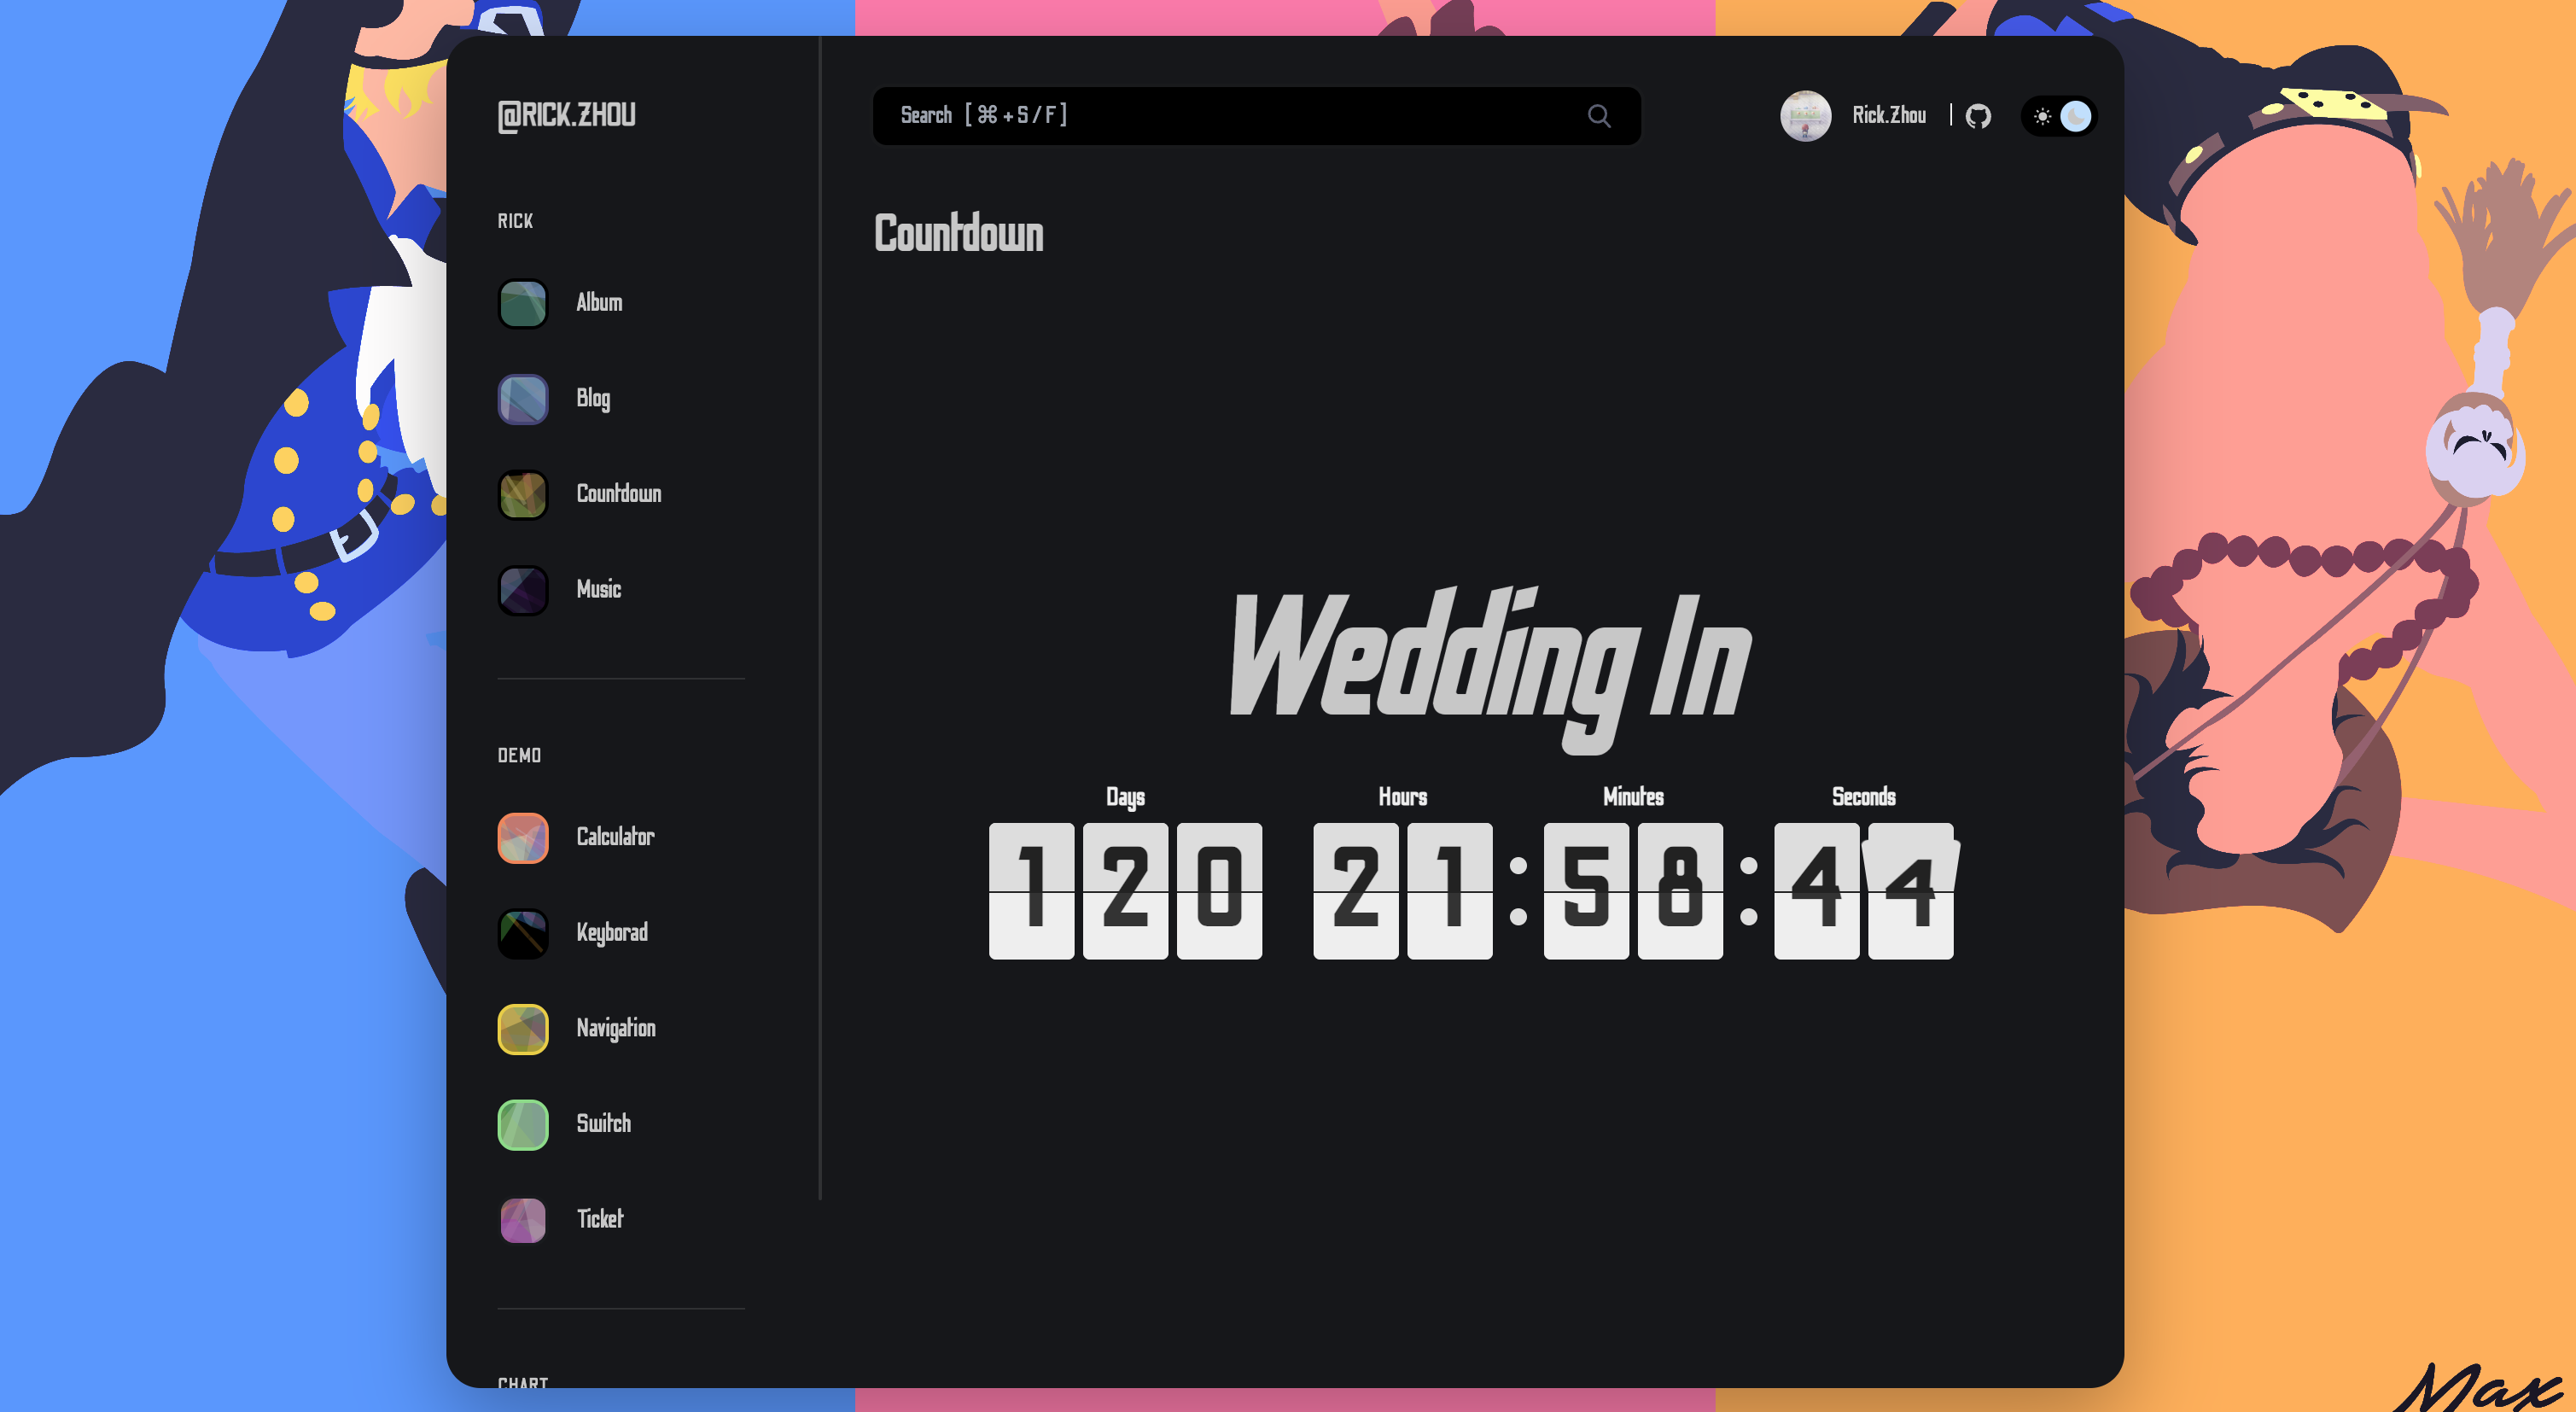 @RICK.ZHOU
RICK
Album
Blog
Countdown
Music
DEMO
Calculator
Keyborad
Navigation
Switch
Ticket
CHART
Search [ ⌘ + S / F ]
Rick.Zhou
Countdown
Wedding In
Days Hours Minutes Seconds
120 21 : 58 : 44
Max